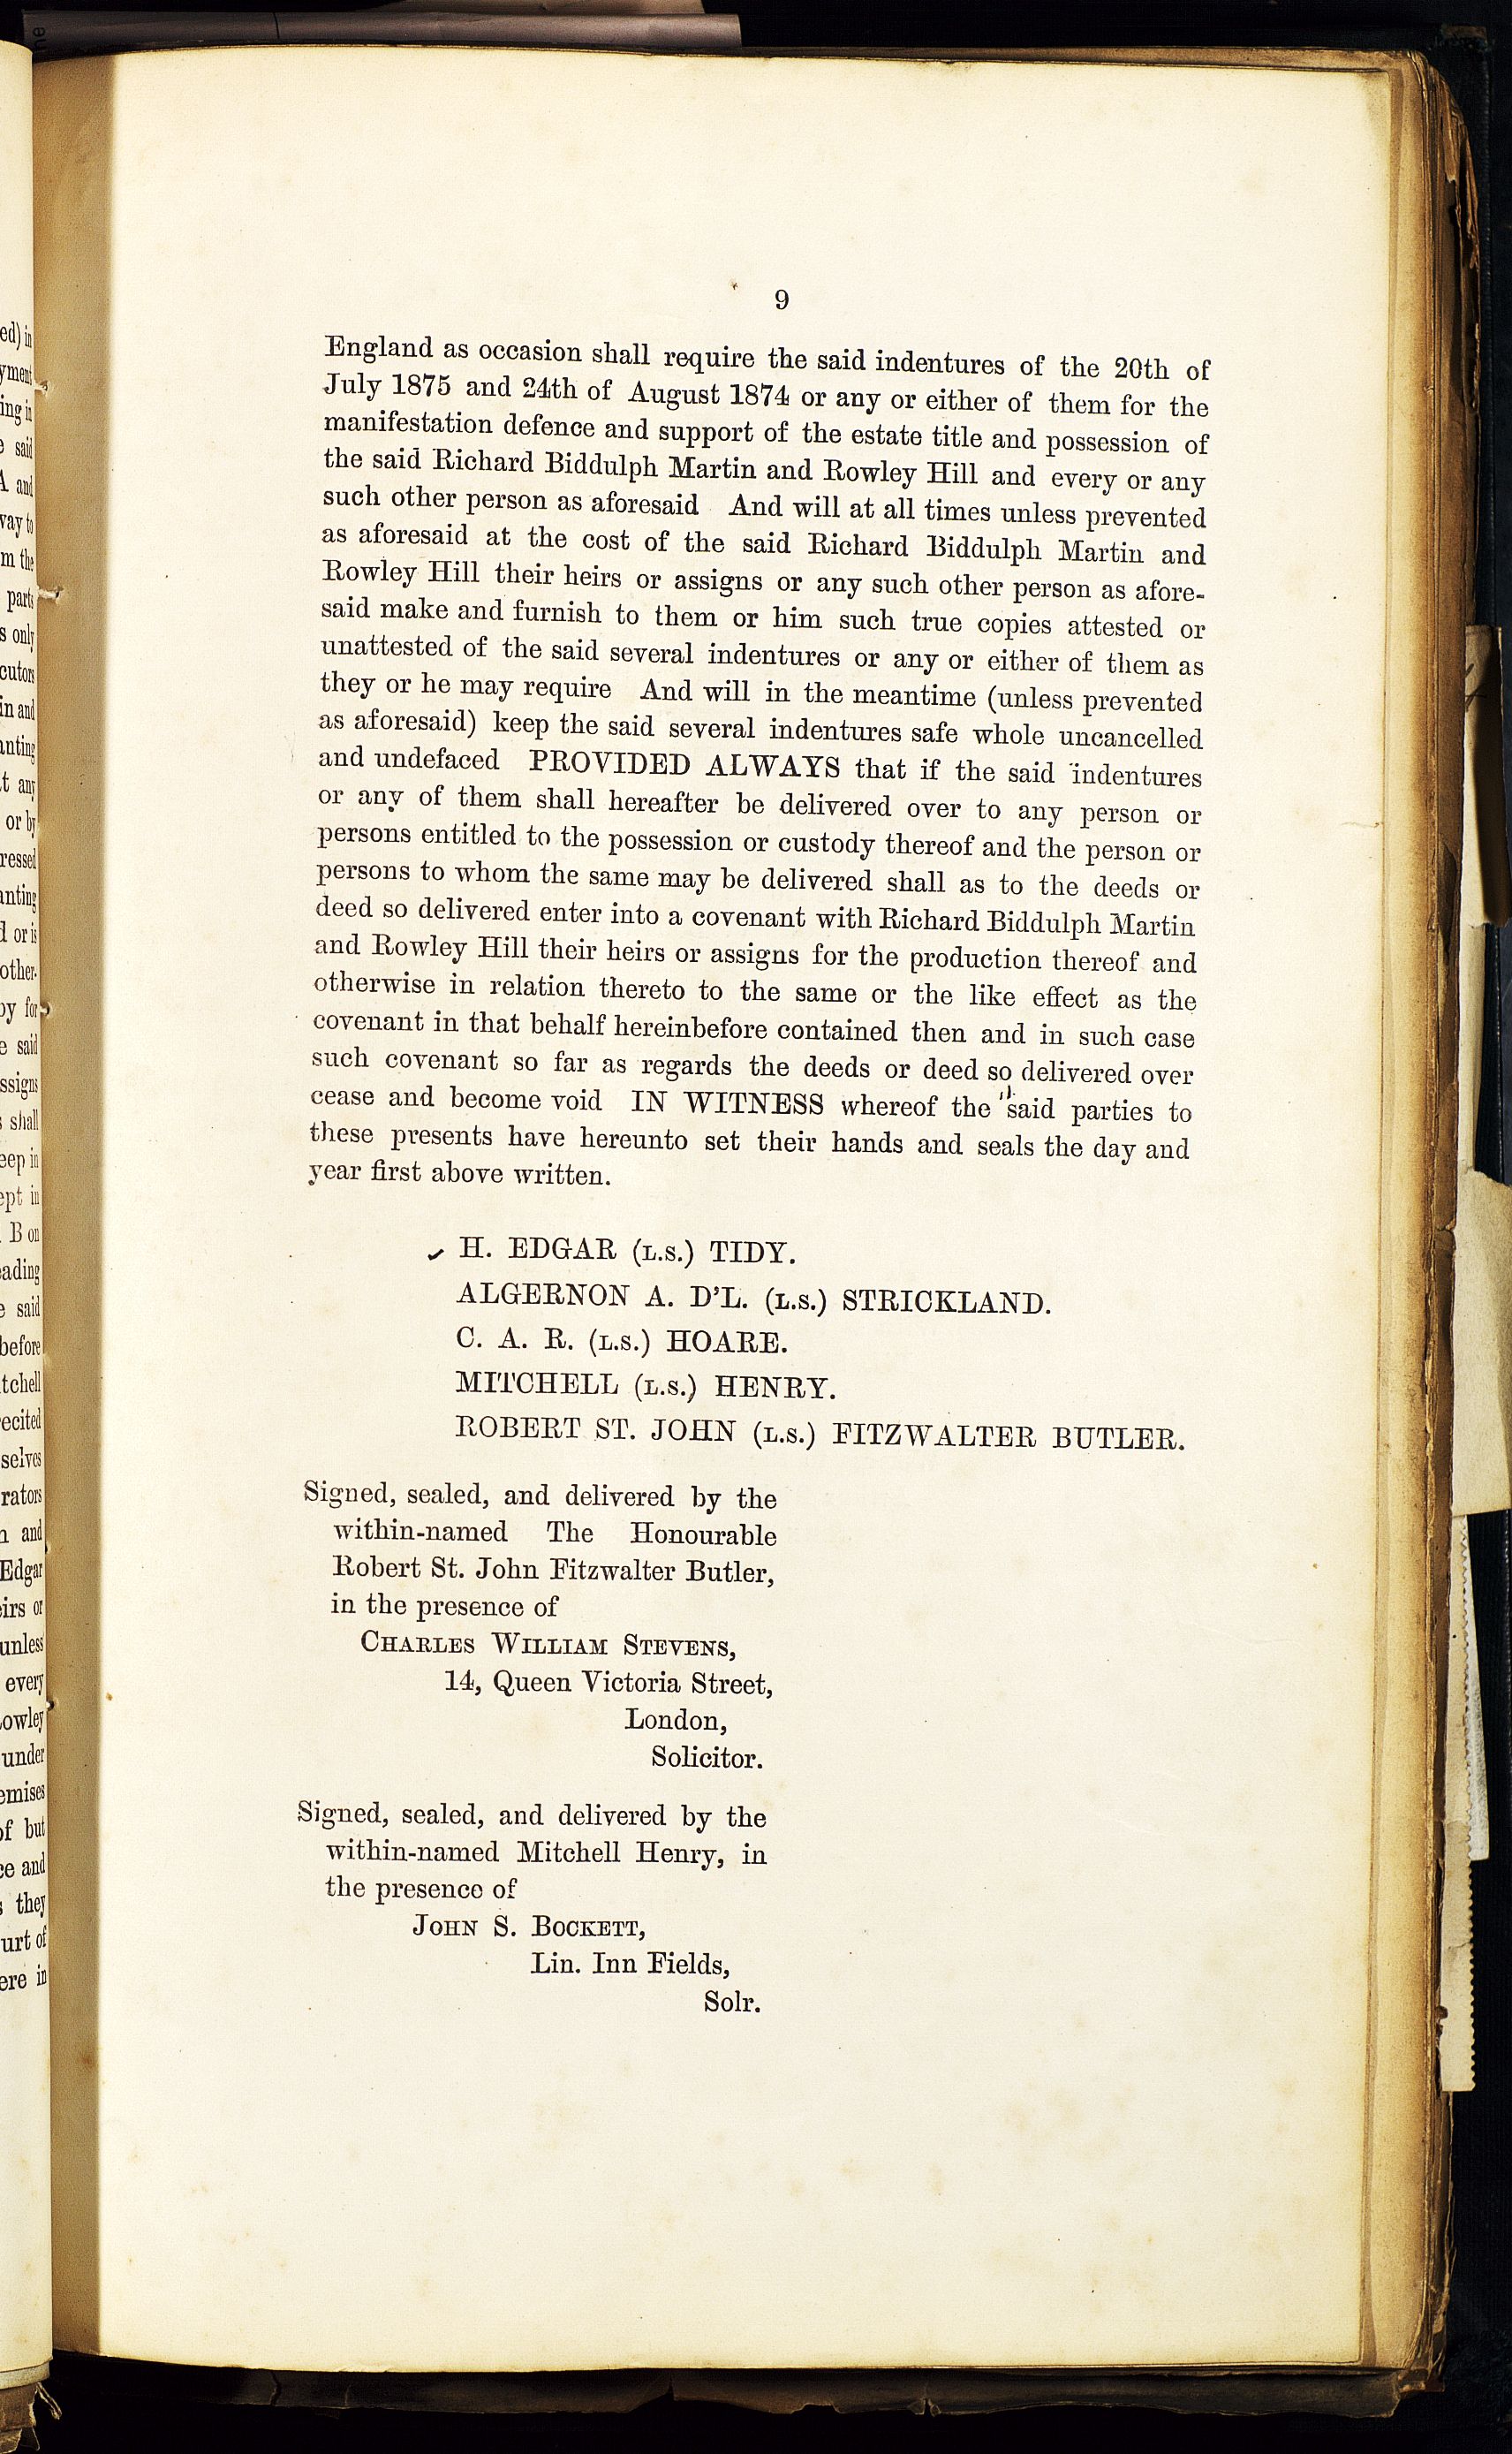 9
England as occasion shall require the said indentures of the 20th of
July 1875 and 24th of August 1874 or any or either of them for the
manifestation defence and support of the estate title and possession of
the said Richard Biddulph Martin and Rowley Hill and every or any
such other person as aforesaid And will at all times unless prevented
as aforesaid at the cost of the said Richard Biddulph Martin and
Rowley Hill their heirs or assigns or any such other person as afore-
said make and furnish to them or him such true copies attested or
unattested of the said several indentures or any or either of them as
they or he may require And will in the meantime (unless prevented
as aforesaid) keep the said several indentures safe whole uncancelled
and undefaced PROVIDED ALWAYS that if the said indentures
or any of them shall hereafter be delivered over to any person or
persons entitled to the possession or custody thereof and the person or
persons to whom the same may be delivered shall as to the deeds or
deed so delivered enter into a covenant with Richard Biddulph Martin
and Rowley Hill their heirs or assigns for the production thereof and
otherwise in relation thereto to the same or the like effect as the
covenant in that behalf hereinbefore contained then and in such case
such covenant so far as regards the deeds or deed so delivered over
cease and become void IN WITNESS whereof the said parties to
these presents have hereunto set their hands and seals the day and
year first above written.
H. EDGAR (L.S.) TIDY.
ALGERNON A. D'L. (L.S.) STRICKLAND.
C. A. R. (L.S.) HOARE.
MITCHELL (L.S.) HENRY.
ROBERT ST. JOHN (L.S.) FITZWALTER BUTLER.
Signed, sealed, and delivered by the
within-named The Honourable
Robert St. John Fitzwalter Butler,
in the presence of
CHARLES WILLIAM STEVENS,
14, Queen Victoria Street,
London,
Solicitor.
Signed, sealed, and delivered by the
within-named Mitchell Henry, in
the presence of
JOHN S. BOCKETT,
Lin. Inn Fields,
Solr.